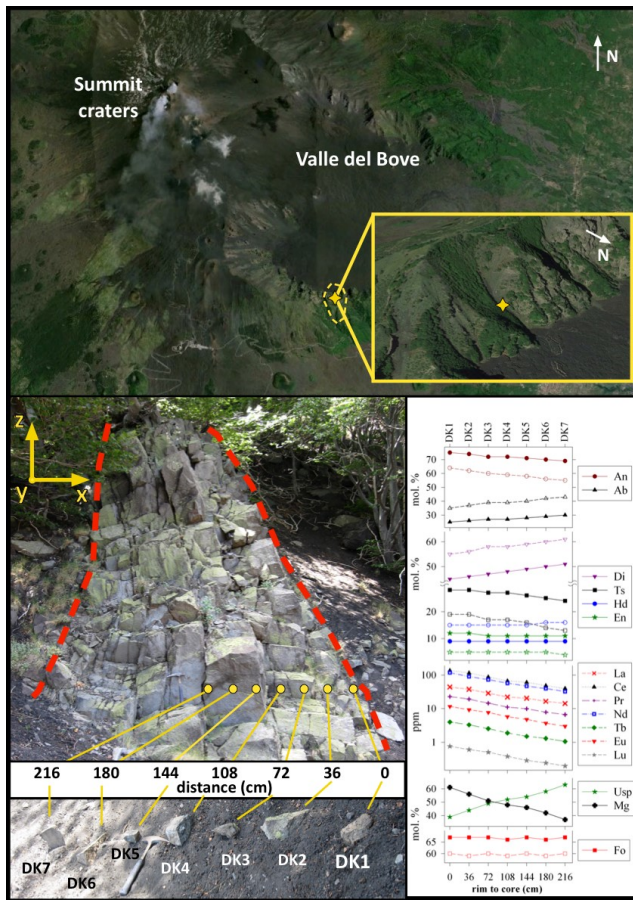 Summit
craters
N
Valle del Bove
N
z
y
x
216 180 144 108 72 36 0
distance (cm)
DK7
DK6
DK5
DK4
DK3
DK2
DK1
DK1 DK2 DK3 DK4 DK5 DK6 DK7
mol. %
70
50
30
An
Ab
mol. %
60
50
20
10
Di
Ts
Hd
En
ppm
100
10
1
La
Ce
Pr
Nd
Tb
Eu
Lu
mol. %
60
50
40
Usp
Mg
mol. %
65
60
Fo
0 36 72 108 144 180 216
rim to core (cm)